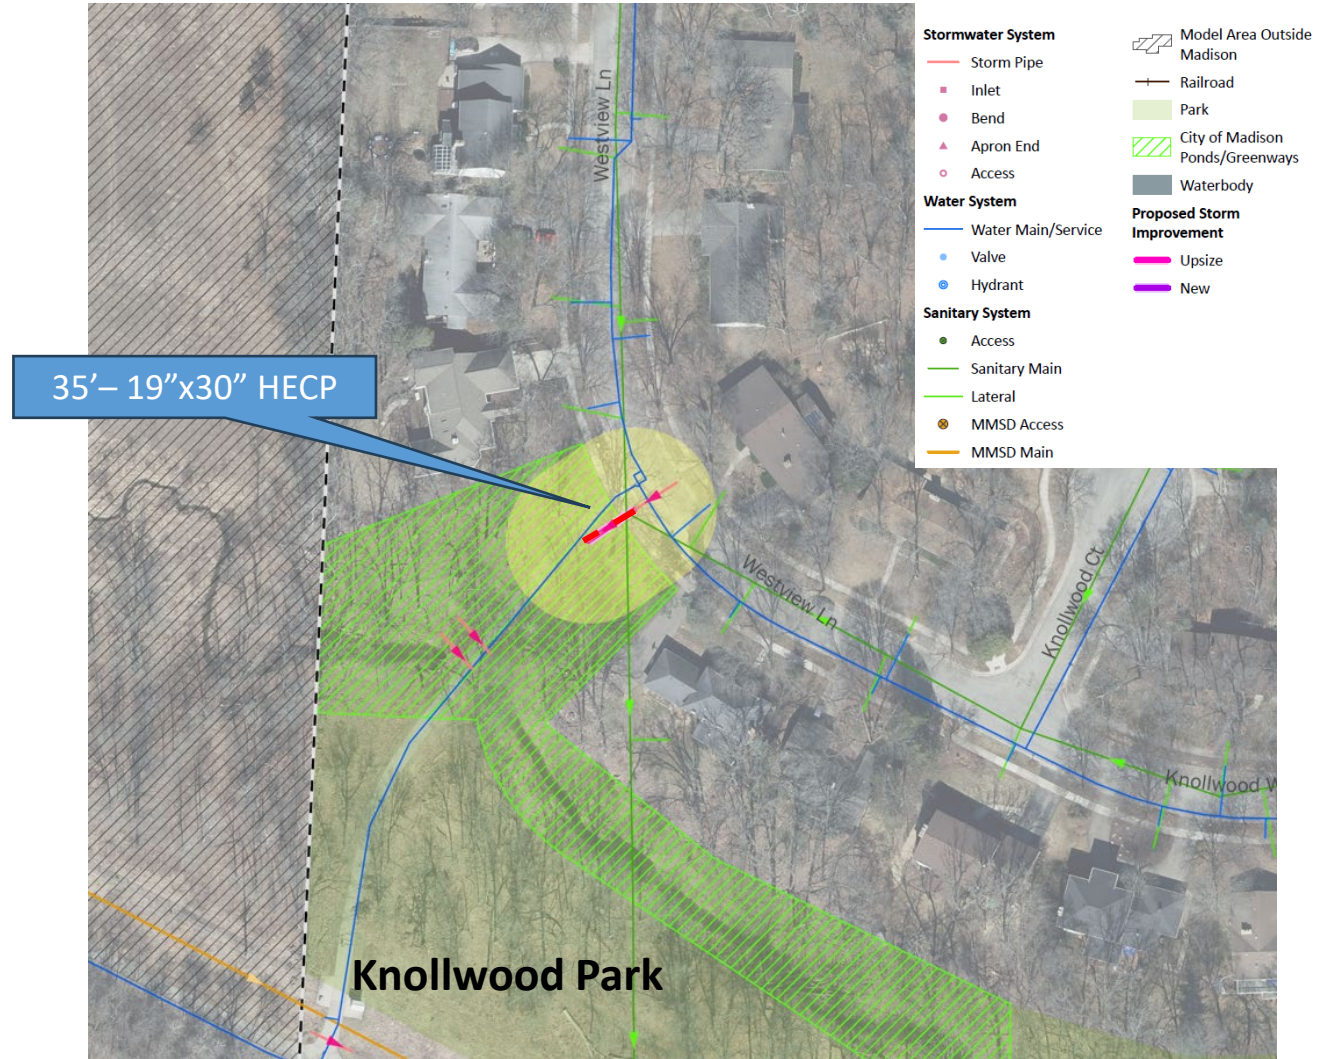 Westview Ln
35’– 19”x30” HECP
Westview Ln
Knollwood Ct
Knollwood W
Knollwood Park
Stormwater System
Storm Pipe
Inlet
Bend
Apron End
Access
Water System
Water Main/Service
Valve
Hydrant
Sanitary System
Access
Sanitary Main
Lateral
MMSD Access
MMSD Main
Model Area Outside
Madison
Railroad
Park
City of Madison
Ponds/Greenways
Waterbody
Proposed Storm
Improvement
Upsize
New